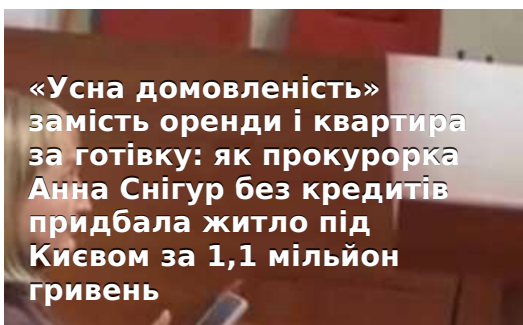 «Усна домовленість»
замість оренди і квартира
за готівку: як прокурорка
Анна Снігур без кредитів
придбала житло під
Києвом за 1,1 мільйон
гривень